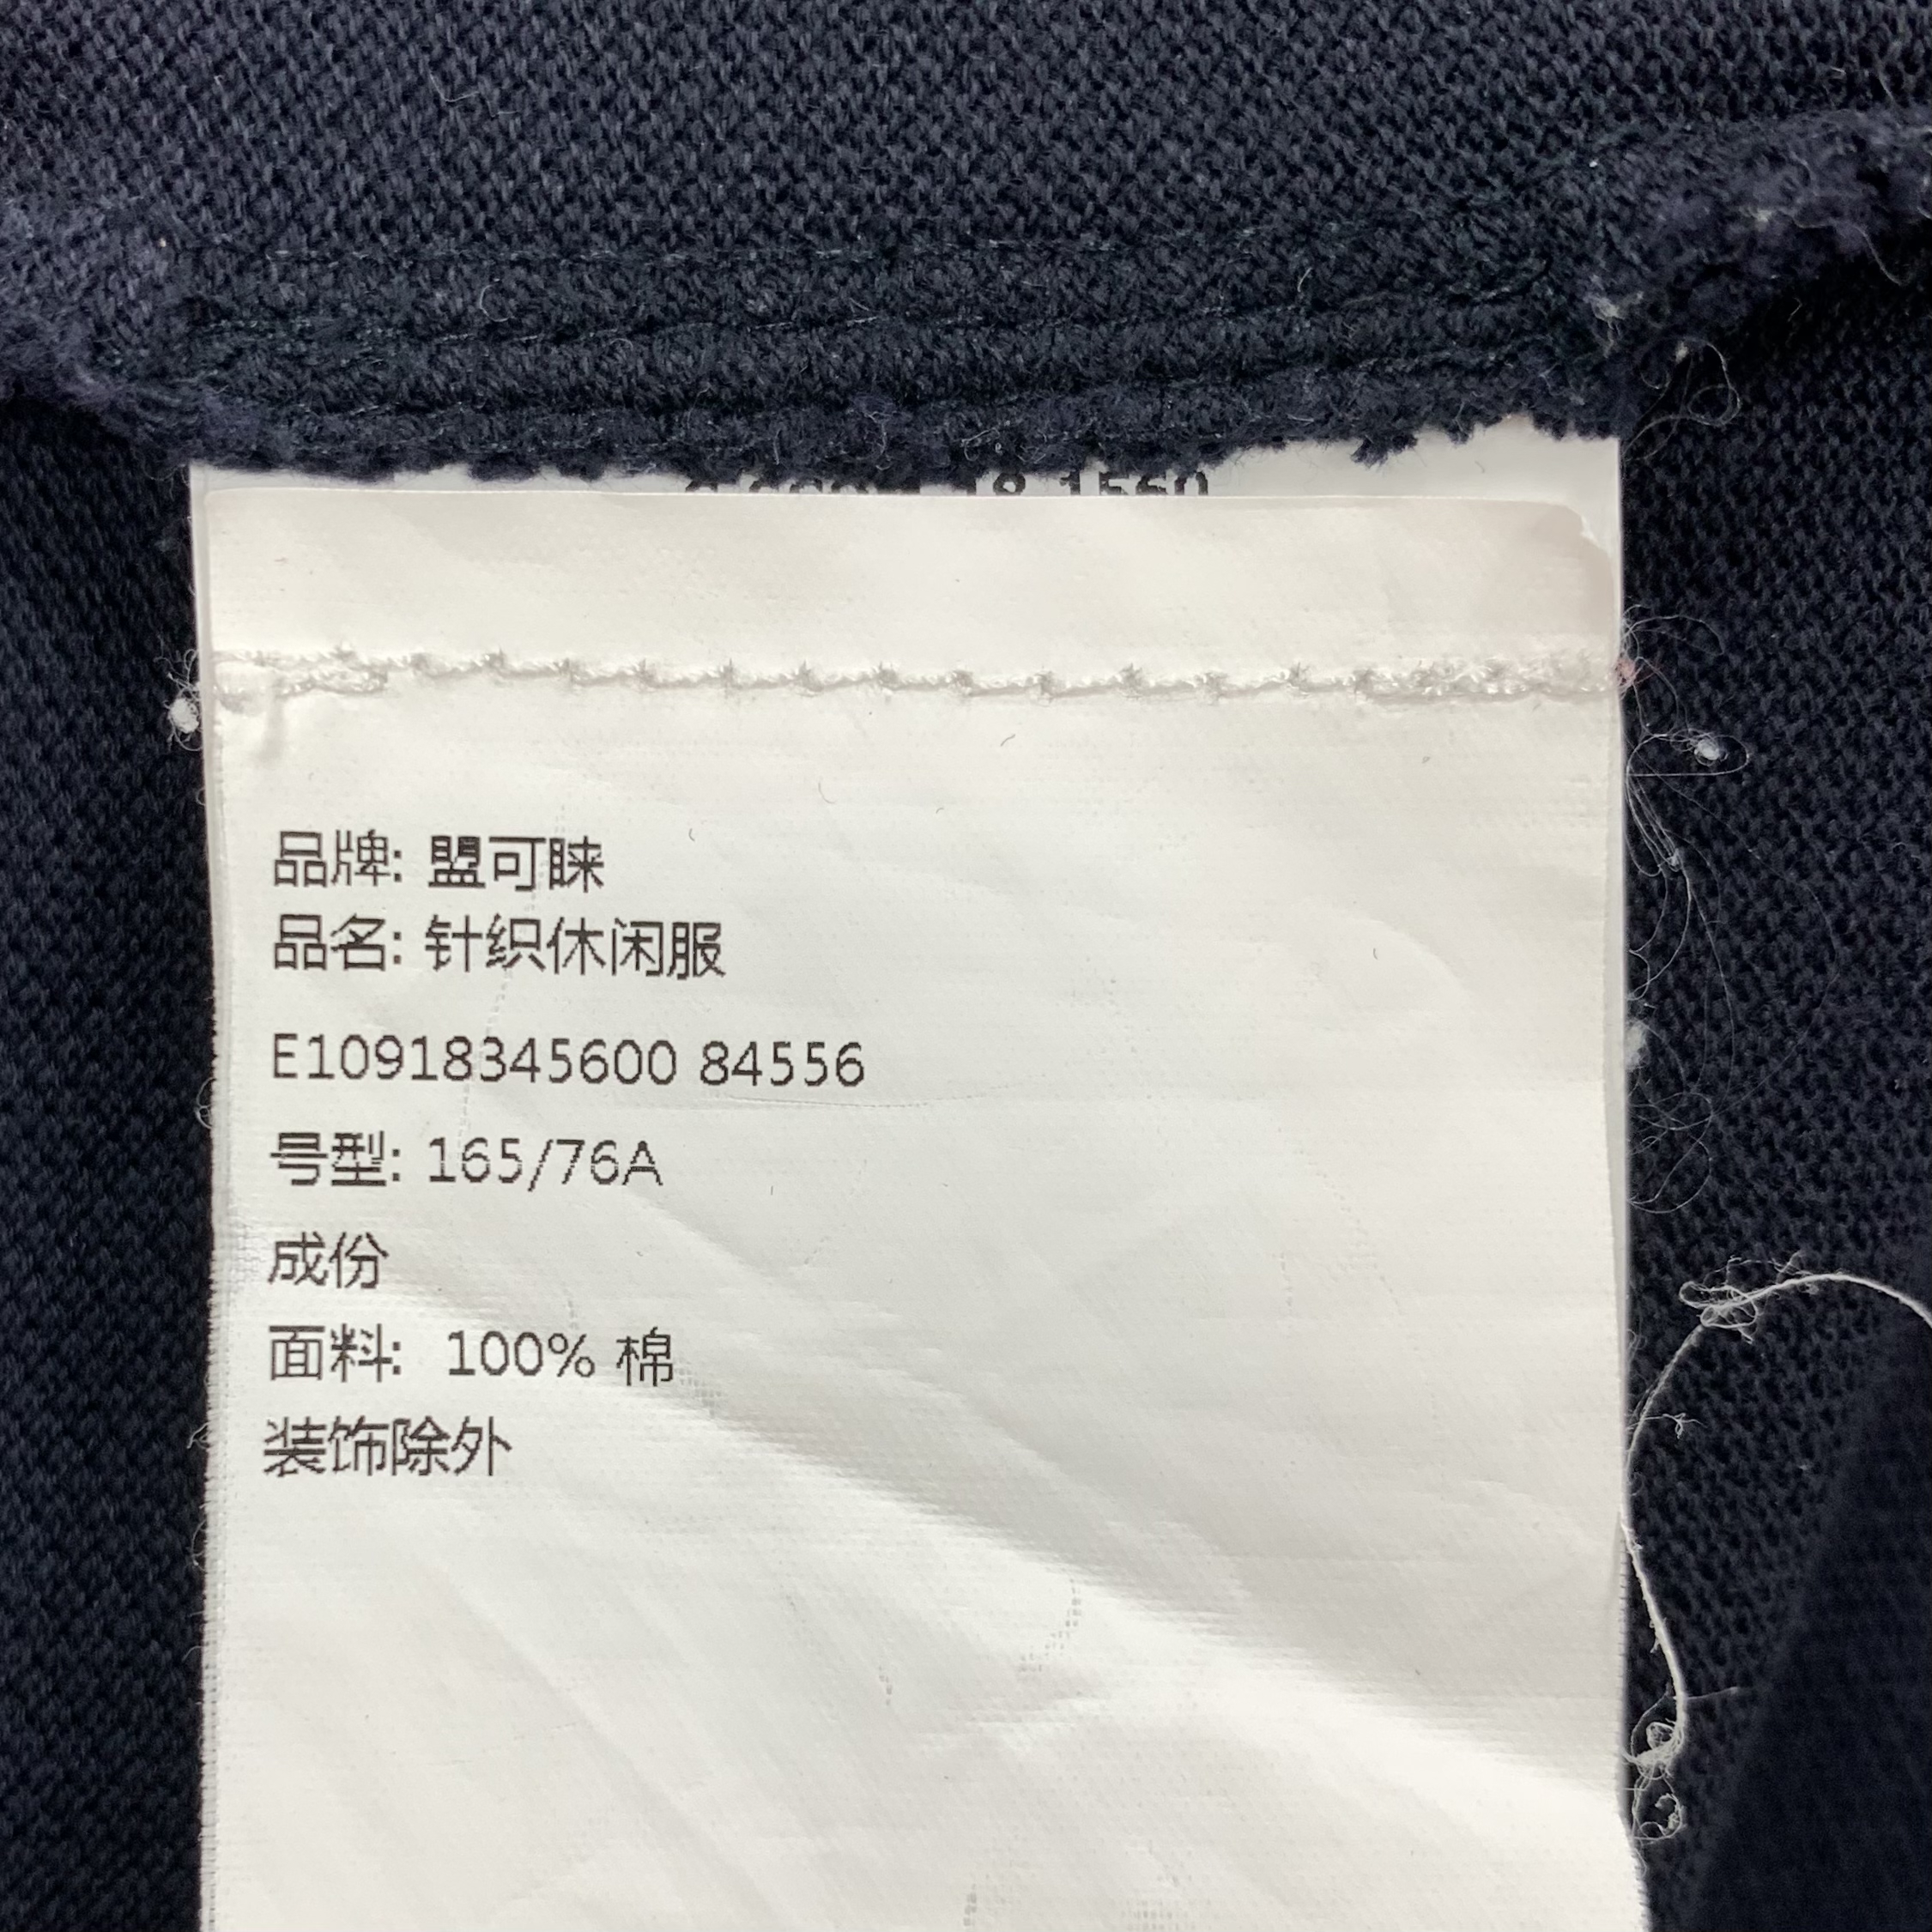 品牌: 盟可睐
品名: 针织休闲服
E10918345600 84556
号型: 165/76A
成份
面料: 100% 棉
装饰除外